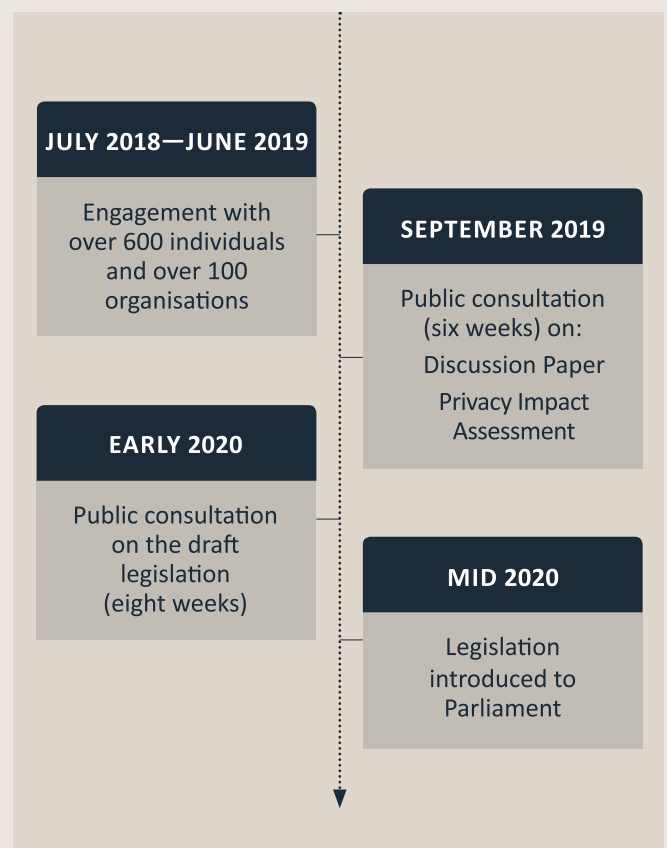 JULY 2018—JUNE 2019
Engagement with
over 600 individuals
and over 100
organisations
SEPTEMBER 2019
Public consultation
(six weeks) on:
Discussion Paper
Privacy Impact
Assessment
EARLY 2020
Public consultation
on the draft
legislation
(eight weeks)
MID 2020
Legislation
introduced to
Parliament